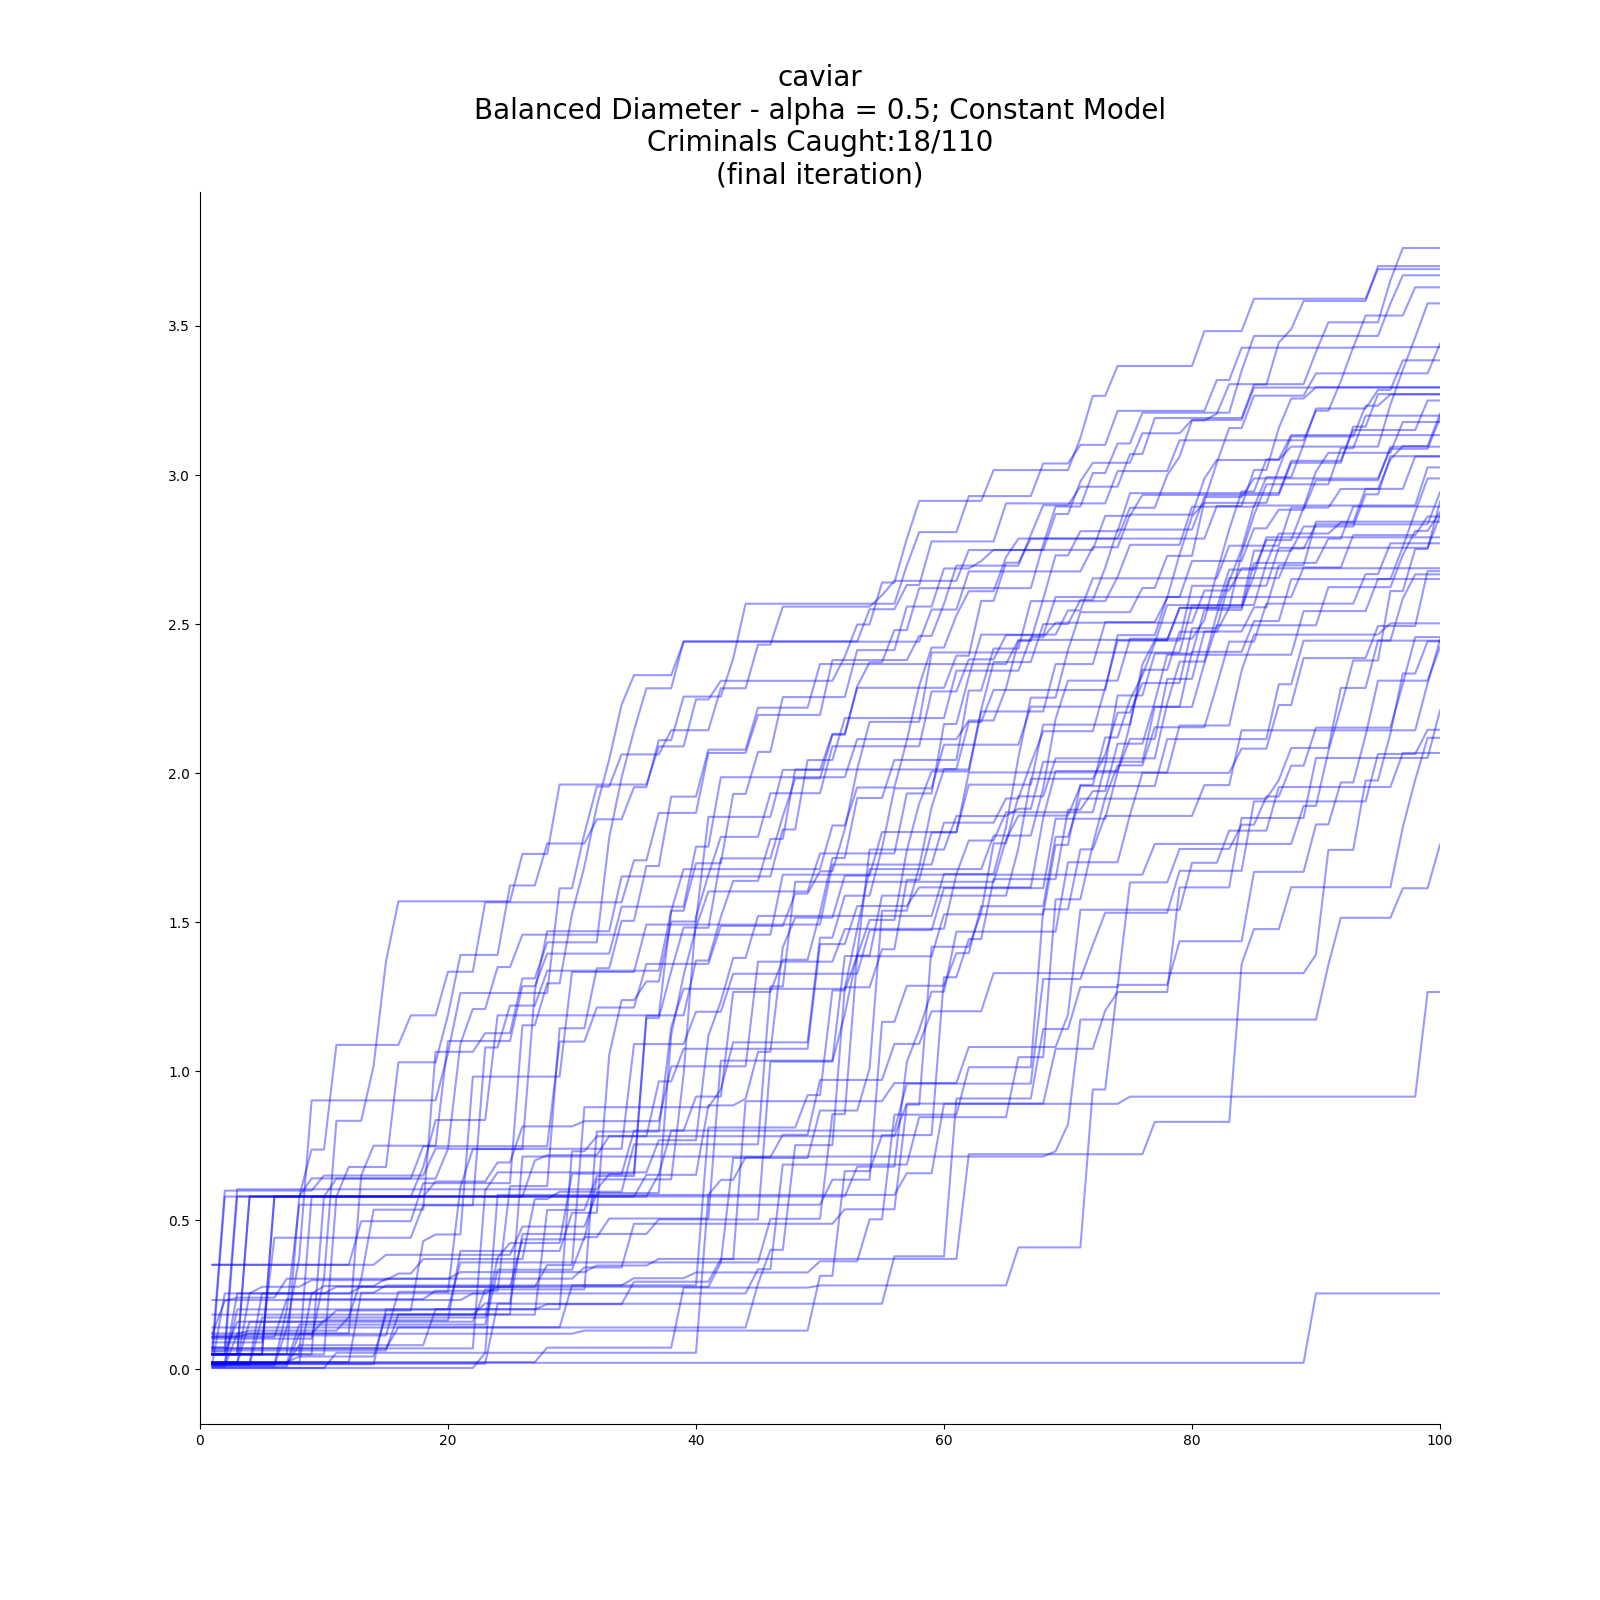 caviar
Balanced Diameter - alpha = 0.5; Constant Model
Criminals Caught:18/110
(final iteration)
3.5
3.0
2.5
2.0
1.5
1.0
0.5
0.0
0 20 40 60 80 100